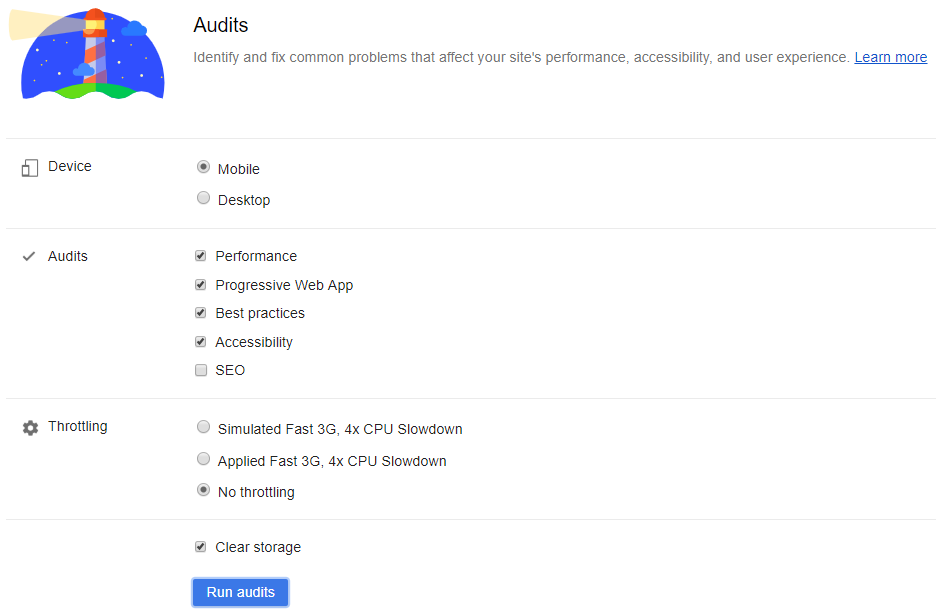 Audits
Identify and fix common problems that affect your site's performance, accessibility, and user experience. Learn more
Device
Mobile
Desktop
Audits
Performance
Progressive Web App
Best practices
Accessibility
SEO
Throttling
Simulated Fast 3G, 4x CPU Slowdown
Applied Fast 3G, 4x CPU Slowdown
No throttling
Clear storage
Run audits